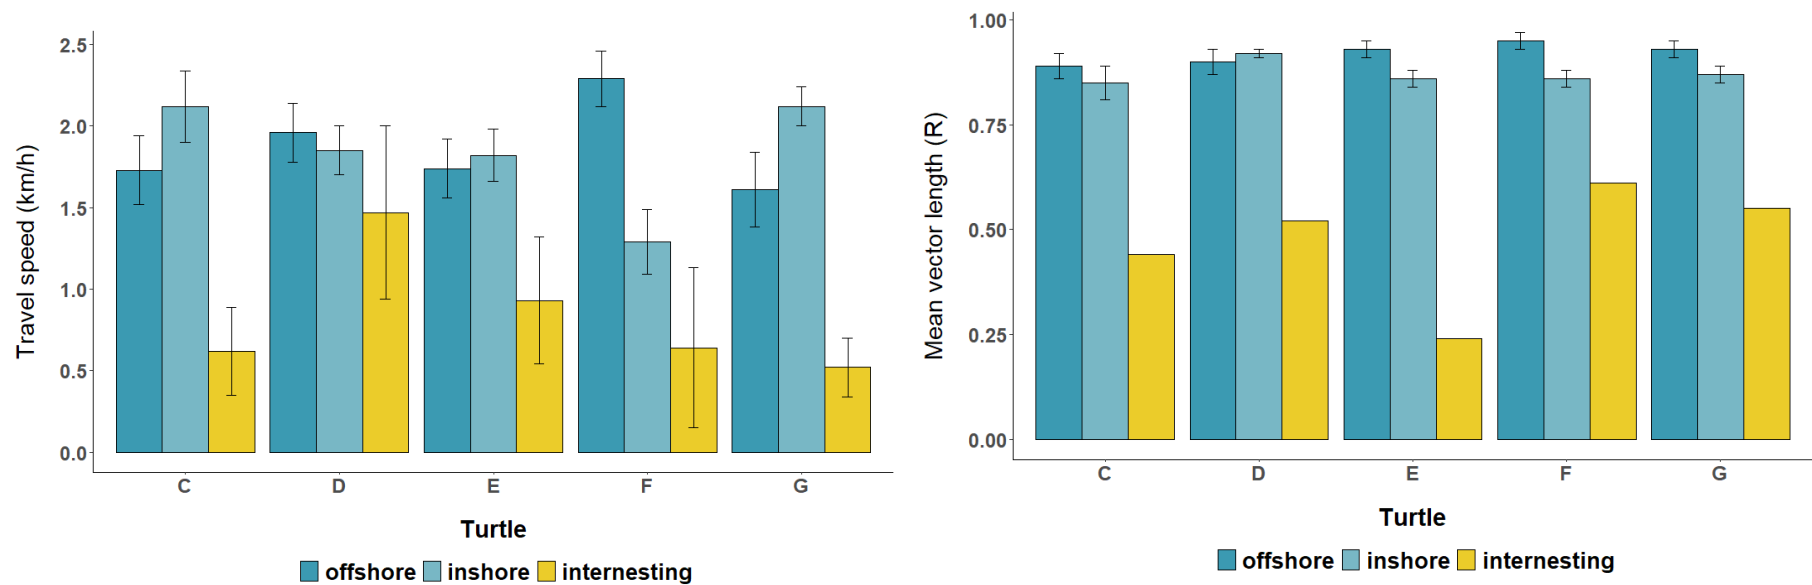 Travel speed (km/h)
2.5
2.0
1.5
1.0
0.5
0.0
C D E F G
Turtle
offshore inshore internesting
Mean vector length (R)
1.00
0.75
0.50
0.25
0.00
C D E F G
Turtle
offshore inshore internesting